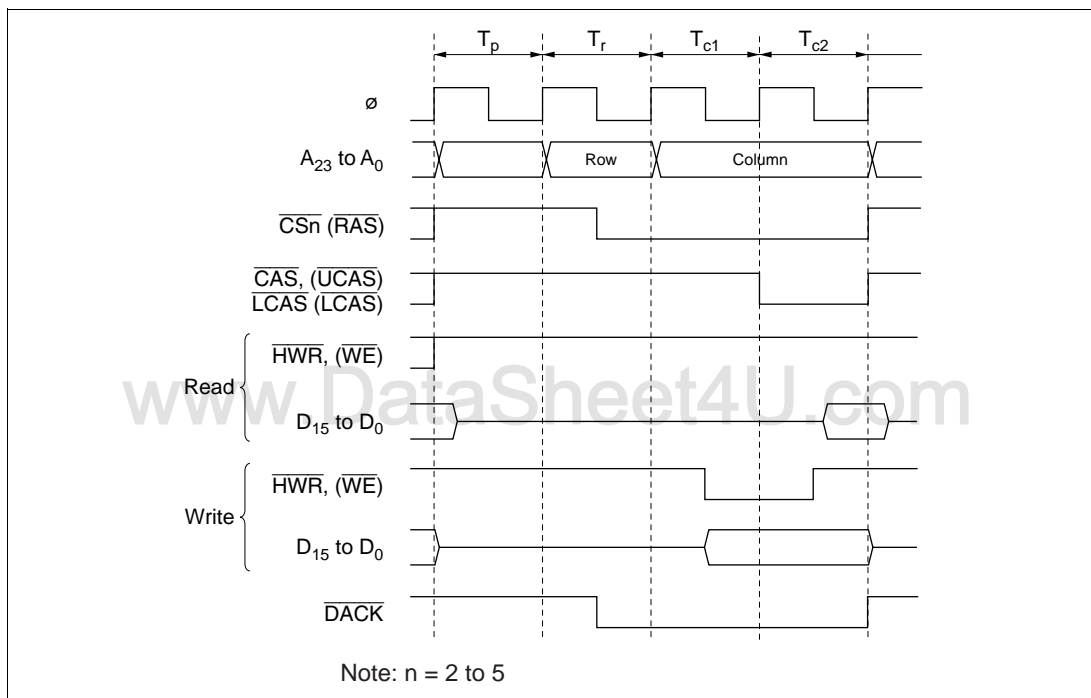 Tp Tr Tc1 Tc2
ø
A23 to A0 Row Column
CSn (RAS)
CAS, (UCAS)
LCAS (LCAS)
Read
HWR, (WE)
D15 to D0
www.DataSheet4U.com
Write
HWR, (WE)
D15 to D0
DACK
Note: n = 2 to 5